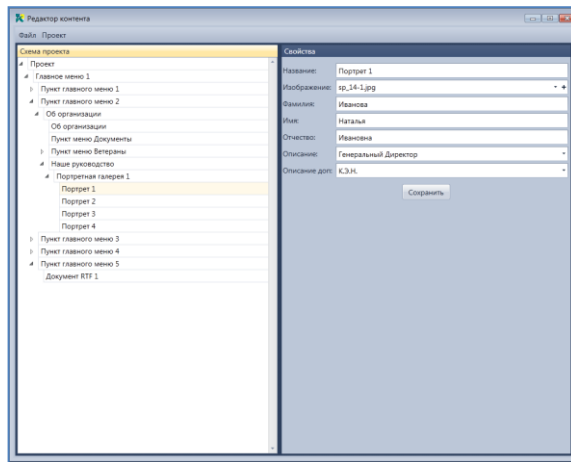 Редактор контента
Файл Проект
Схема проекта
Проект
Главное меню 1
Пункт главного меню 1
Пункт главного меню 2
Об организации
Об организации
Пункт меню Документы
Пункт меню Ветераны
Наше руководство
Портретная галерея 1
Портрет 1
Портрет 2
Портрет 3
Портрет 4
Пункт главного меню 3
Пункт главного меню 4
Пункт главного меню 5
Документ RTF 1
Свойства
Название: Портрет 1
Изображение: sp_14-1.jpg
Фамилия: Иванова
Имя: Наталья
Отчество: Ивановна
Описание: Генеральный Директор
Описание доп: К.Э.Н.
Сохранить